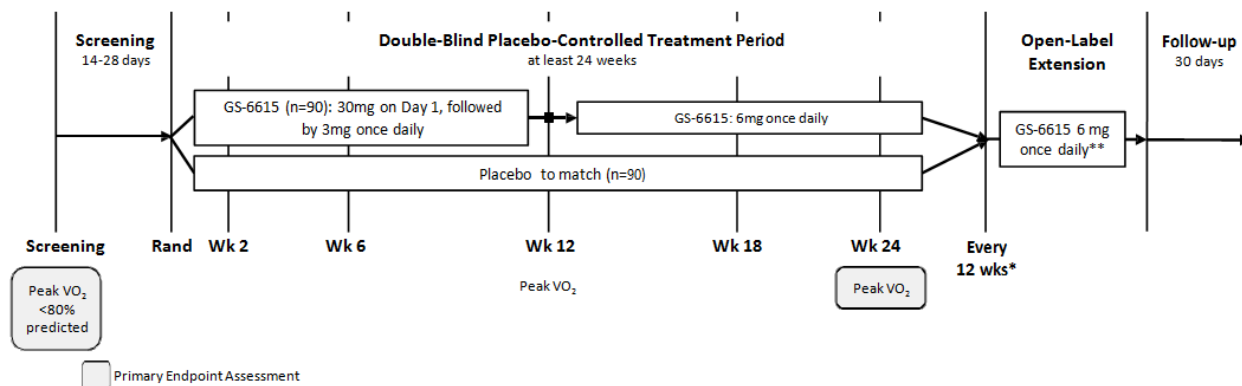 Screening
14-28 days
Double-Blind Placebo-Controlled Treatment Period
at least 24 weeks
Open-Label
Extension
Follow-up
30 days
GS-6615 (n=90): 30mg on Day 1, followed
by 3mg once daily
GS-6615: 6mg once daily
GS-6615 6 mg
once daily**
Placebo to match (n=90)
Screening
Rand
Wk 2
Wk 6
Wk 12
Wk 18
Wk 24
Every
12 wks*
Peak VO₂
<80%
predicted
Peak VO₂
Peak VO₂
Primary Endpoint Assessment